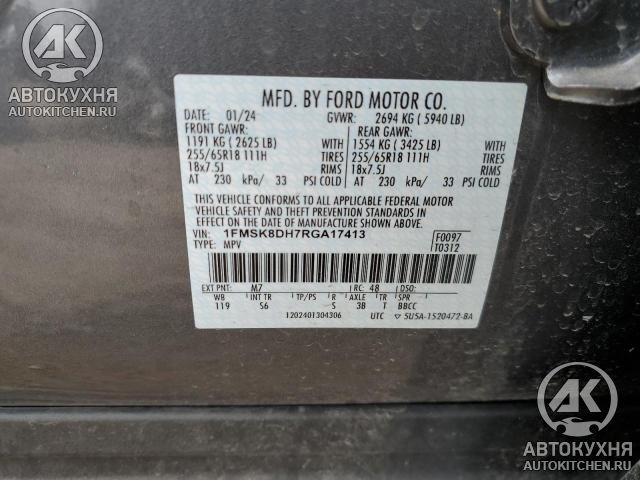 AK
АВТОКУХНЯ
AUTOKITCHEN.RU
MFD. BY FORD MOTOR CO.
DATE: 01/24 GVWR: 2694 KG ( 5940 LB)
FRONT GAWR: REAR GAWR:
1191 KG ( 2625 LB) WITH 1554 KG ( 3425 LB) WITH
255/65R18 111H TIRES 255/65R18 111H TIRES
18x7.5J RIMS 18x7.5J RIMS
AT 230 kPa/ 33 PSI COLD AT 230 kPa/ 33 PSI COLD
THIS VEHICLE CONFORMS TO ALL APPLICABLE FEDERAL MOTOR
VEHICLE SAFETY AND THEFT PREVENTION STANDARDS IN
EFFECT ON THE DATE OF MANUFACTURE SHOWN ABOVE.
VIN: 1FMSK8DH7RGA17413 F0097
TYPE: MPV T0312
EXT PNT: M7 RC: 48 DSO:
WB INT TR TP/PS R AXLE TR SPR
119 S6 S 3B T BBCC
1202401304306 UTC ▽ 5U5A-1520472-BA
AK
АВТОКУХНЯ
AUTOKITCHEN.RU